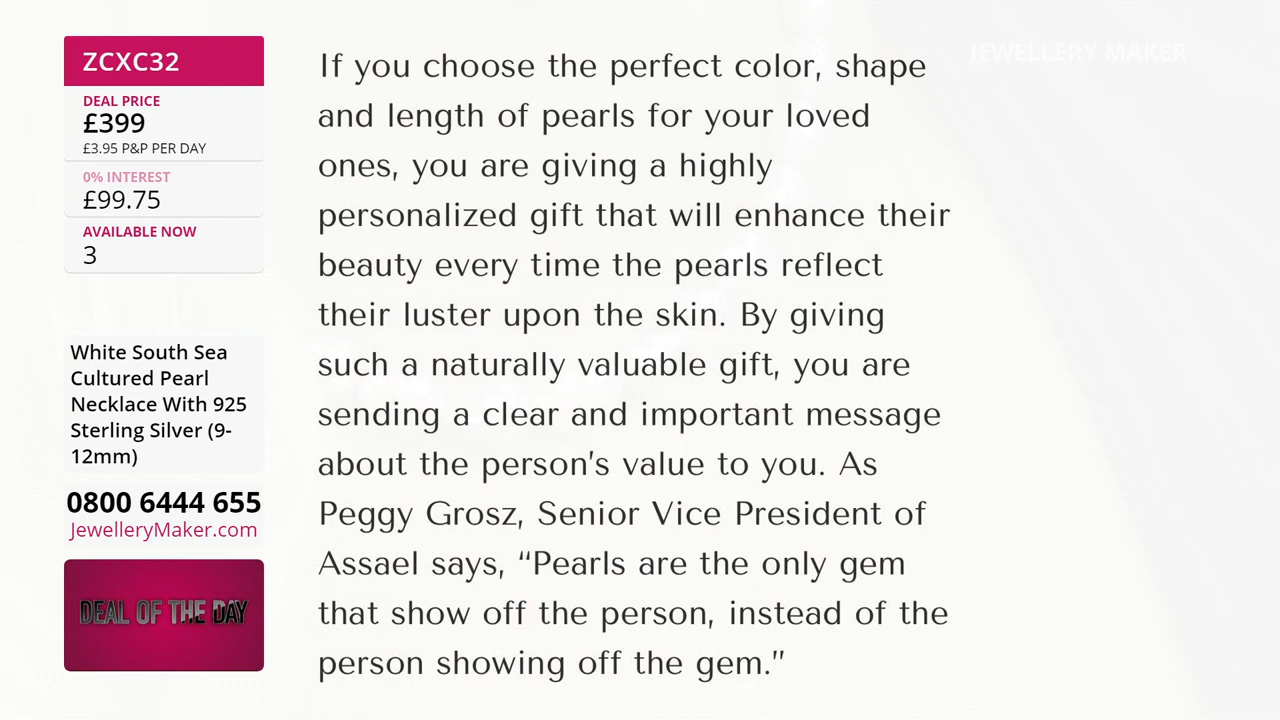 ZCXC32
DEAL PRICE
£399
£3.95 P&P PER DAY
0% INTEREST
£99.75
AVAILABLE NOW
3
White South Sea
Cultured Pearl
Necklace With 925
Sterling Silver (9-
12mm)
0800 6444 655
JewelleryMaker.com
DEAL OF THE DAY
JEWELLERY MAKER
If you choose the perfect color, shape
and length of pearls for your loved
ones, you are giving a highly
personalized gift that will enhance their
beauty every time the pearls reflect
their luster upon the skin. By giving
such a naturally valuable gift, you are
sending a clear and important message
about the person’s value to you. As
Peggy Grosz, Senior Vice President of
Assael says, “Pearls are the only gem
that show off the person, instead of the
person showing off the gem.”